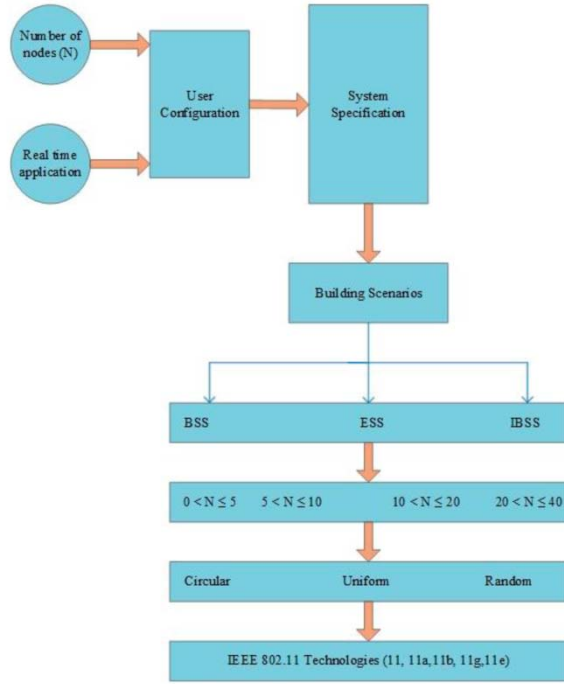 Number of
nodes (N)
User
Configuration
System
Specification
Real time
application
Building Scenarios
BSS ESS IBSS
0 < N ≤ 5 5 < N ≤ 10 10 < N ≤ 20 20 < N ≤ 40
Circular Uniform Random
IEEE 802.11 Technologies (11, 11a,11b, 11g,11e)